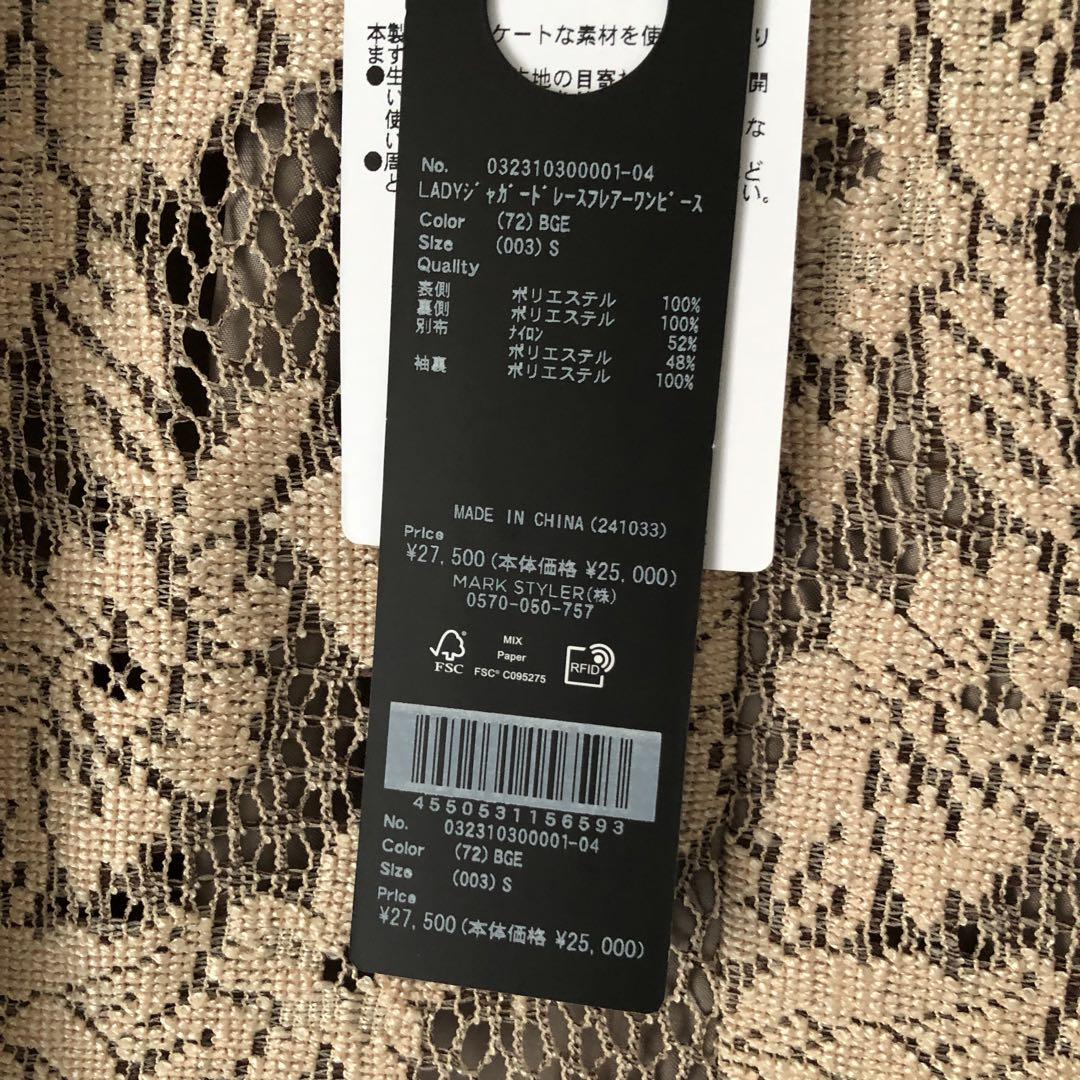 ケートな素材を使
り
本製
ます
●生
地の目寄
開
い
使
い
な
●周
ど
と
い。
No. 032310300001-04
LADYジャガードレースフレアーワンピース
Color (72) BGE
Size (003) S
Quality
表側 ポリエステル 100%
裏側 ポリエステル 100%
別布 ナイロン 52%
ポリエステル 48%
袖裏 ポリエステル 100%
MADE IN CHINA (241033)
Price
¥27,500 (本体価格 ¥25,000)
MARK STYLER(株)
0570-050-757
FSC
MIX
Paper
FSC® C095275
RFID
4550531156593
No. 032310300001-04
Color (72) BGE
Size (003) S
Price
¥27,500 (本体価格 ¥25,000)